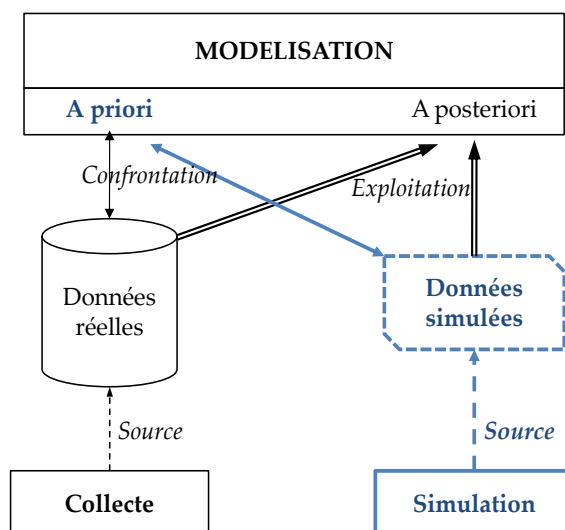 MODELISATION
A priori A posteriori
Confrontation
Exploitation
Données
réelles
Données
simulées
Source
Source
Collecte
Simulation